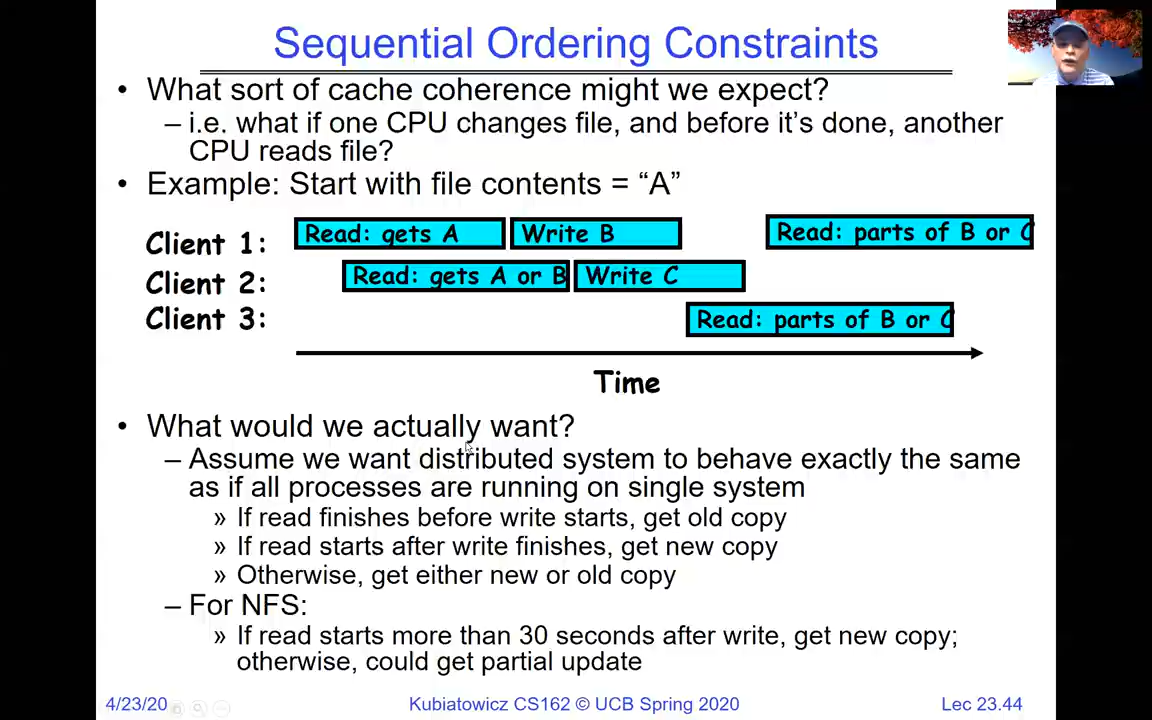 Sequential Ordering Constraints
• What sort of cache coherence might we expect?
– i.e. what if one CPU changes file, and before it’s done, another
CPU reads file?
• Example: Start with file contents = “A”
Client 1: Read: gets A Write B Read: parts of B or C
Client 2: Read: gets A or B Write C
Client 3: Read: parts of B or C
Time
• What would we actually want?
– Assume we want distributed system to behave exactly the same
as if all processes are running on single system
» If read finishes before write starts, get old copy
» If read starts after write finishes, get new copy
» Otherwise, get either new or old copy
– For NFS:
» If read starts more than 30 seconds after write, get new copy;
otherwise, could get partial update
4/23/20 Kubiatowicz CS162 © UCB Spring 2020 Lec 23.44